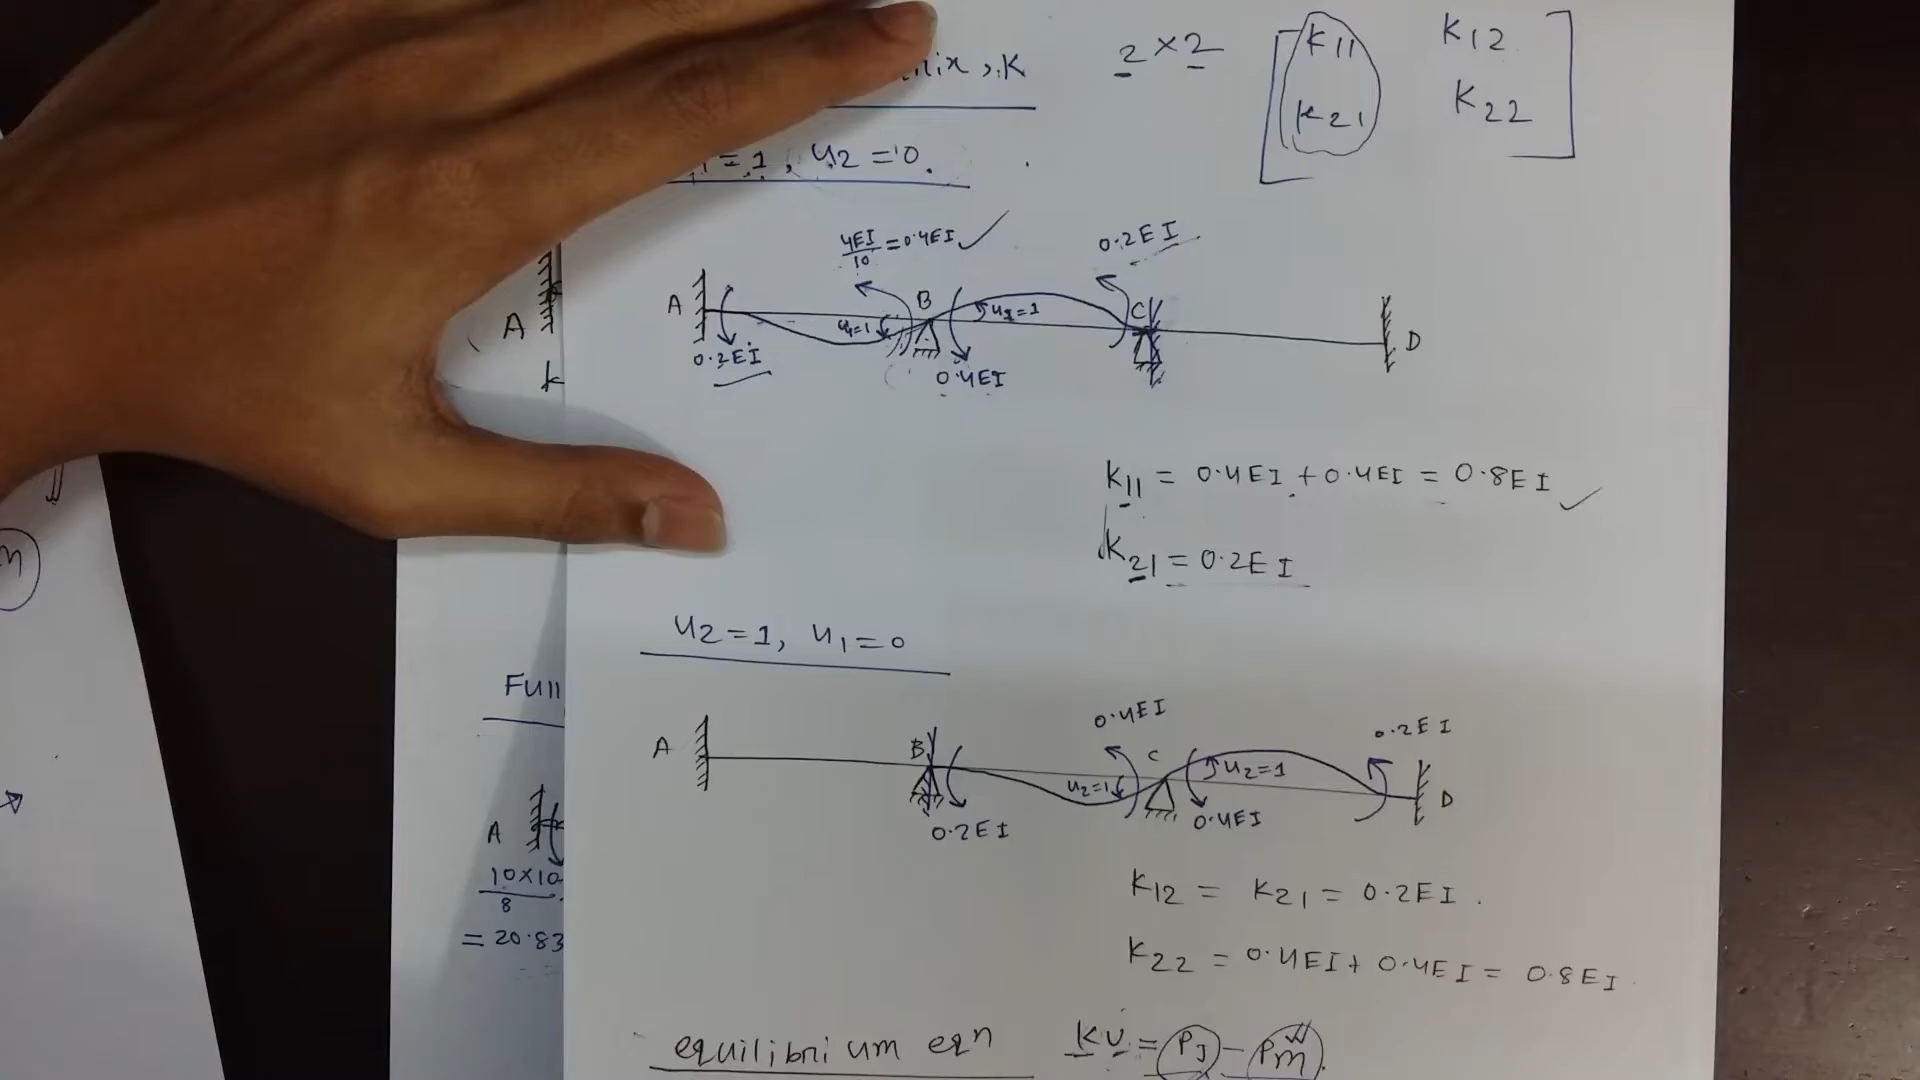 , K 2 × 2 [ K11 K12
K21 K22 ]
= 1, u2 = 0.
4EI/10 = 0.4EI ✓ 0.2EI
A B u1=1 u1=1 C D
0.2EI 0.4EI
A
K11 = 0.4EI + 0.4EI = 0.8EI ✓
K21 = 0.2EI
u2 = 1, u1 = 0
Full
0.4EI 0.2EI
A B u2=1 C u2=1 D
0.2EI 0.4EI
A
10×10
8
= 20.83
K12 = K21 = 0.2EI.
K22 = 0.4EI + 0.4EI = 0.8EI.
equilibrium eqn KU = PJ - Pm.